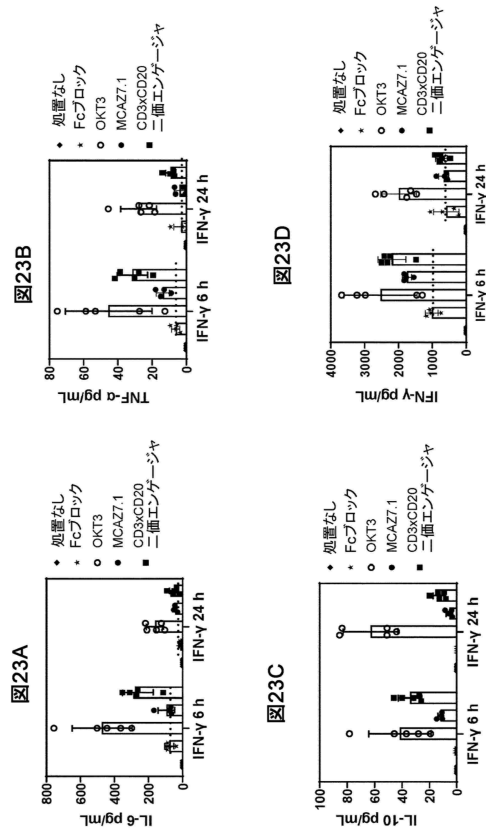 図23A
IL-6 pg/mL
800
600
400
200
0
IFN-γ 6 h
IFN-γ 24 h
処置なし
Fcブロック
OKT3
MCAZ7.1
CD3xCD20
二価エンゲージャ
図23B
TNF-α pg/mL
80
60
40
20
0
IFN-γ 6 h
IFN-γ 24 h
処置なし
Fcブロック
OKT3
MCAZ7.1
CD3xCD20
二価エンゲージャ
図23C
IL-10 pg/mL
100
80
60
40
20
0
IFN-γ 6 h
IFN-γ 24 h
処置なし
Fcブロック
OKT3
MCAZ7.1
CD3xCD20
二価エンゲージャ
図23D
IFN-γ pg/mL
4000
3000
2000
1000
0
IFN-γ 6 h
IFN-γ 24 h
処置なし
Fcブロック
OKT3
MCAZ7.1
CD3xCD20
二価エンゲージャ